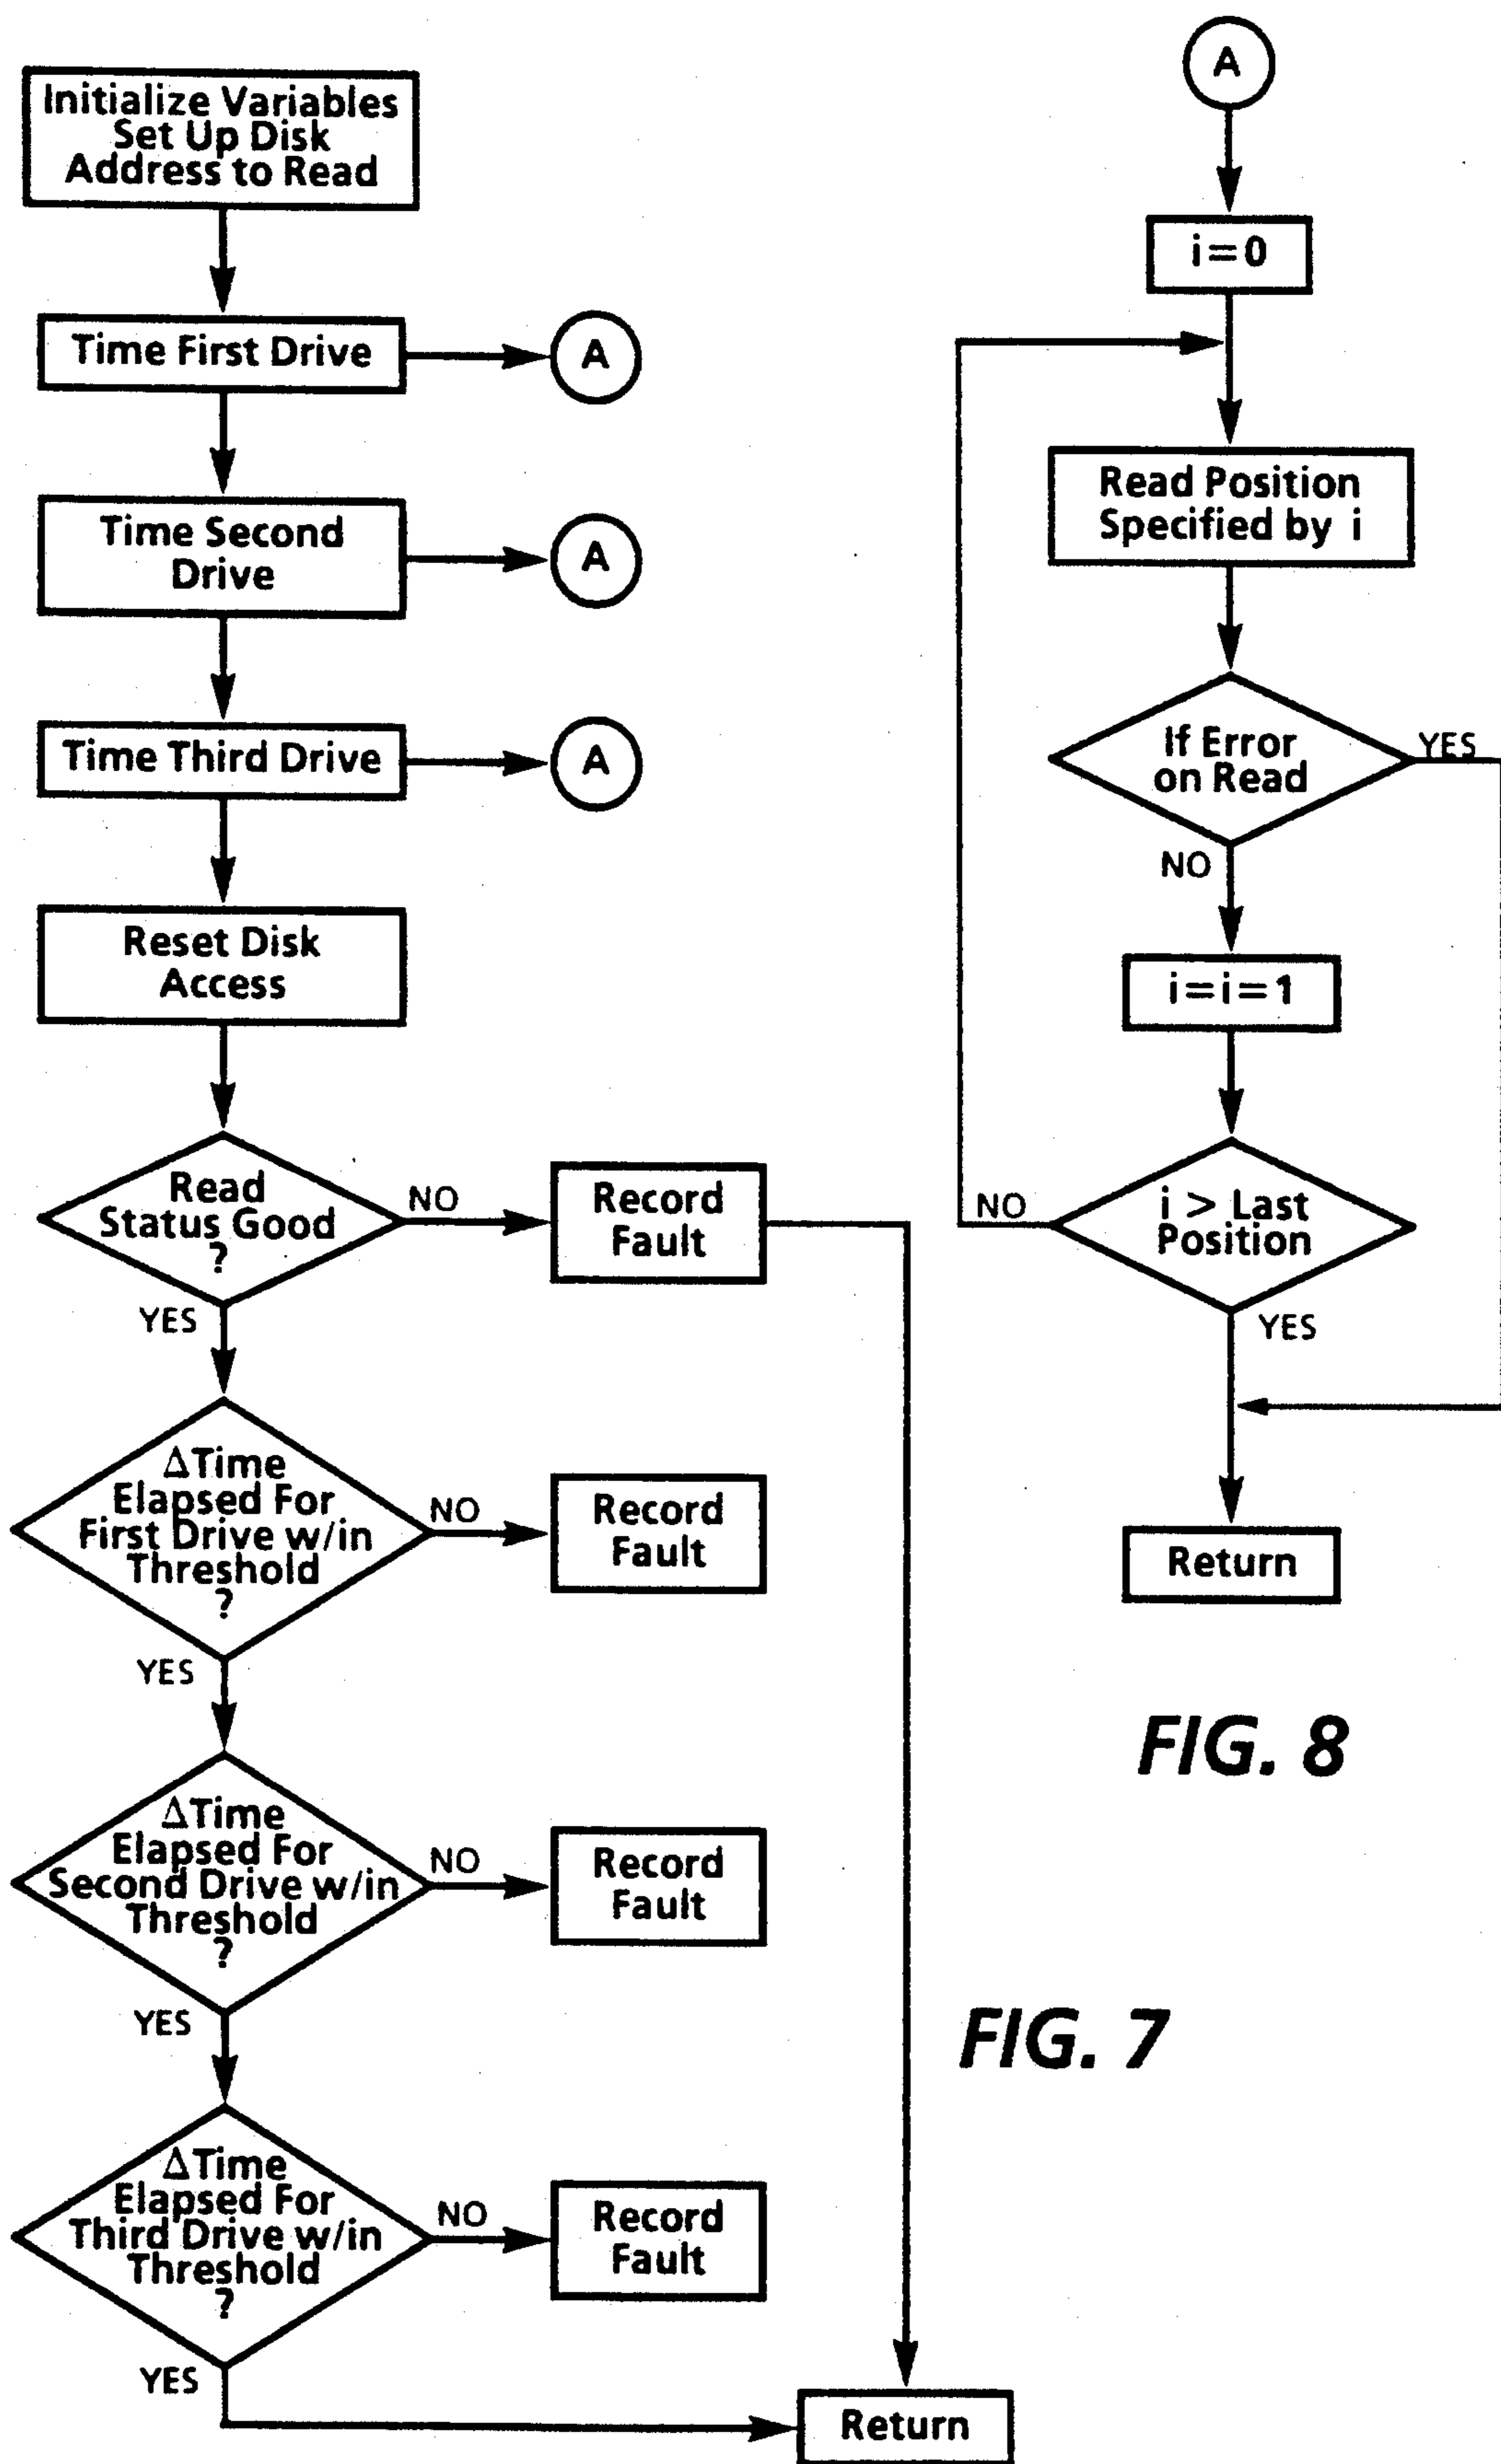 Initialize Variables
Set Up Disk
Address to Read
Time First Drive
A
Time Second
Drive
A
Time Third Drive
A
Reset Disk
Access
Read
Status Good
?
NO
Record
Fault
YES
ΔTime
Elapsed For
First Drive w/in
Threshold
?
NO
Record
Fault
YES
ΔTime
Elapsed For
Second Drive w/in
Threshold
?
NO
Record
Fault
YES
ΔTime
Elapsed For
Third Drive w/in
Threshold
?
NO
Record
Fault
YES
Return
FIG. 7
A
i=0
Read Position
Specified by i
If Error
on Read
YES
NO
i=i=1
i > Last
Position
NO
YES
Return
FIG. 8